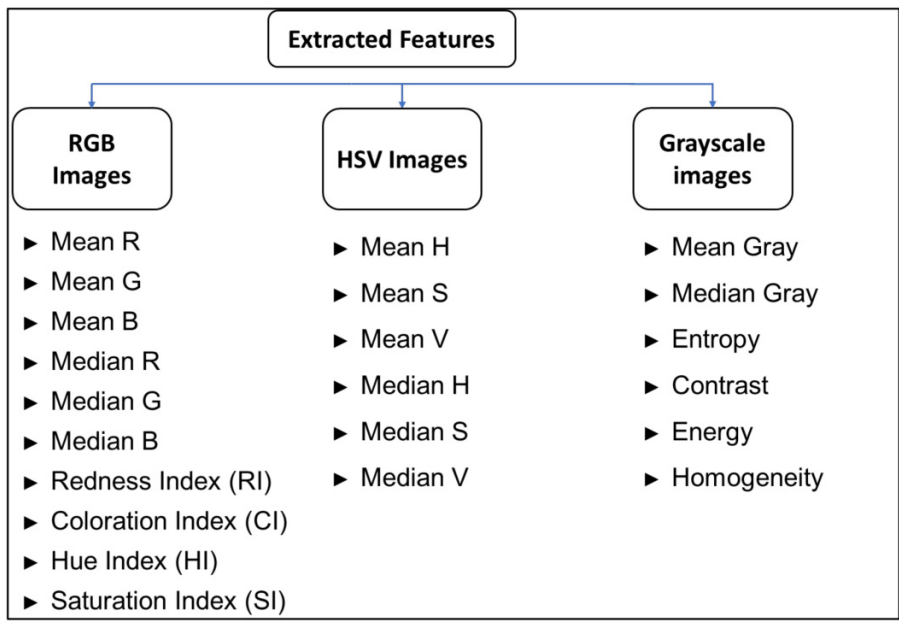 Extracted Features
RGB
Images
► Mean R
► Mean G
► Mean B
► Median R
► Median G
► Median B
► Redness Index (RI)
► Coloration Index (CI)
► Hue Index (HI)
► Saturation Index (SI)
HSV Images
► Mean H
► Mean S
► Mean V
► Median H
► Median S
► Median V
Grayscale
images
► Mean Gray
► Median Gray
► Entropy
► Contrast
► Energy
► Homogeneity